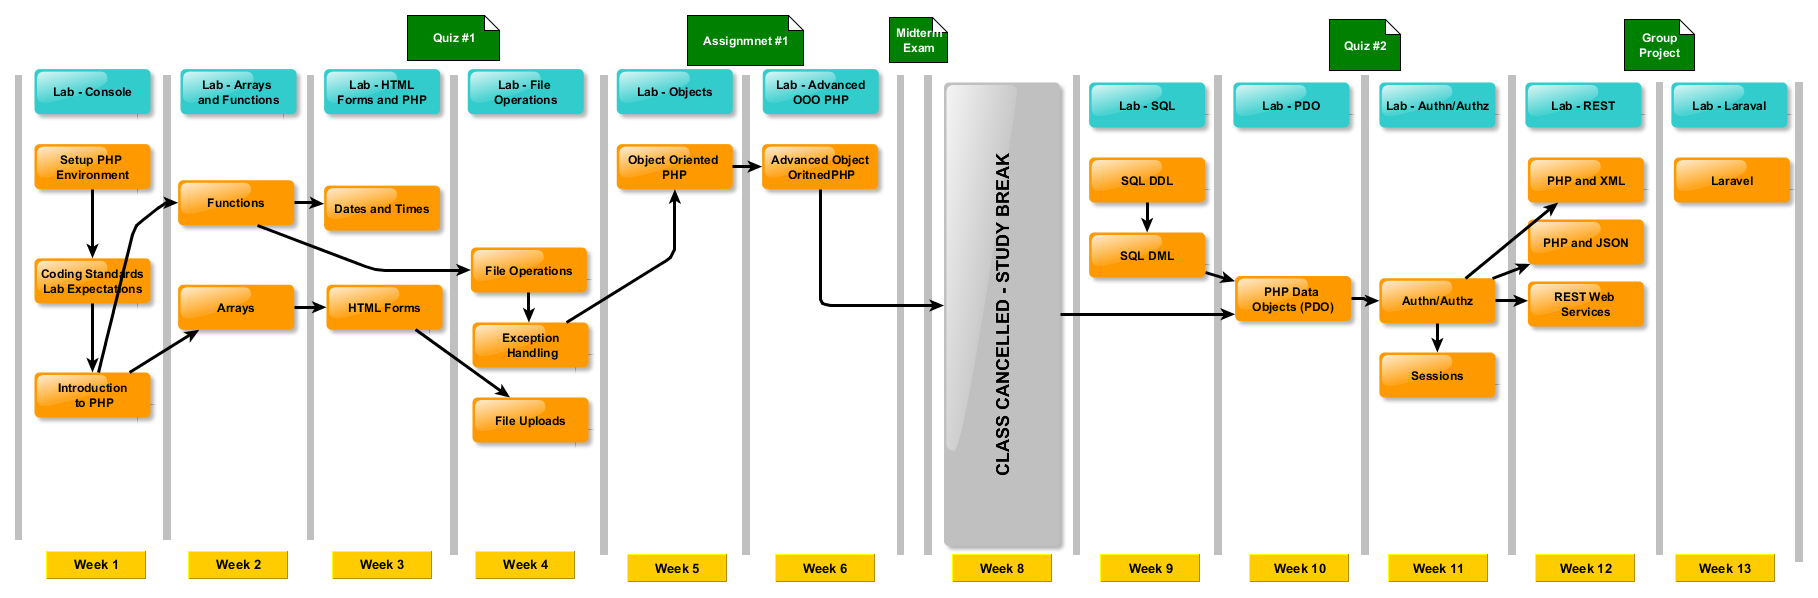 Quiz #1
Assignmnet #1
Midterm
Exam
Quiz #2
Group
Project
Lab - Console
Lab - Arrays
and Functions
Lab - HTML
Forms and PHP
Lab - File
Operations
Lab - Objects
Lab - Advanced
OOO PHP
Lab - SQL
Lab - PDO
Lab - Authn/Authz
Lab - REST
Lab - Laraval
Setup PHP
Environment
Coding Standards
Lab Expectations
Introduction
to PHP
Functions
Arrays
Dates and Times
HTML Forms
File Operations
Exception
Handling
File Uploads
Object Oriented
PHP
Advanced Object
OritnedPHP
CLASS CANCELLED - STUDY BREAK
SQL DDL
SQL DML
PHP Data
Objects (PDO)
Authn/Authz
Sessions
PHP and XML
PHP and JSON
REST Web
Services
Laravel
Week 1
Week 2
Week 3
Week 4
Week 5
Week 6
Week 8
Week 9
Week 10
Week 11
Week 12
Week 13